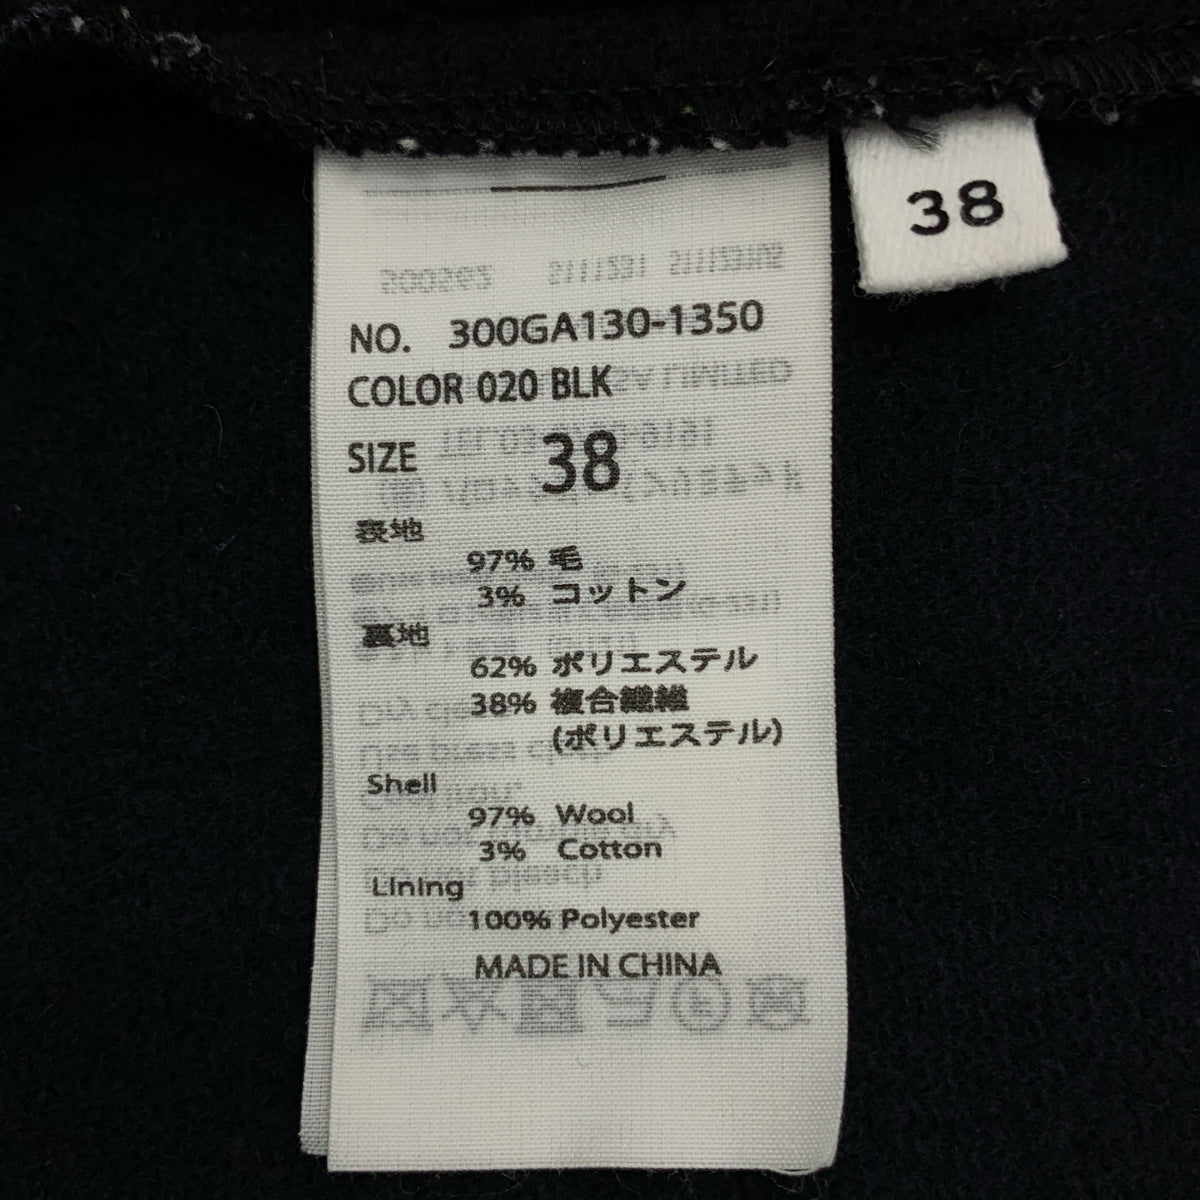 38
NO. 300GA130-1350
COLOR 020 BLK
SIZE 38
表地
97% 毛
3% コットン
裏地
62% ポリエステル
38% 複合繊維
(ポリエステル)
Shell
97% Wool
3% Cotton
Lining
100% Polyester
MADE IN CHINA